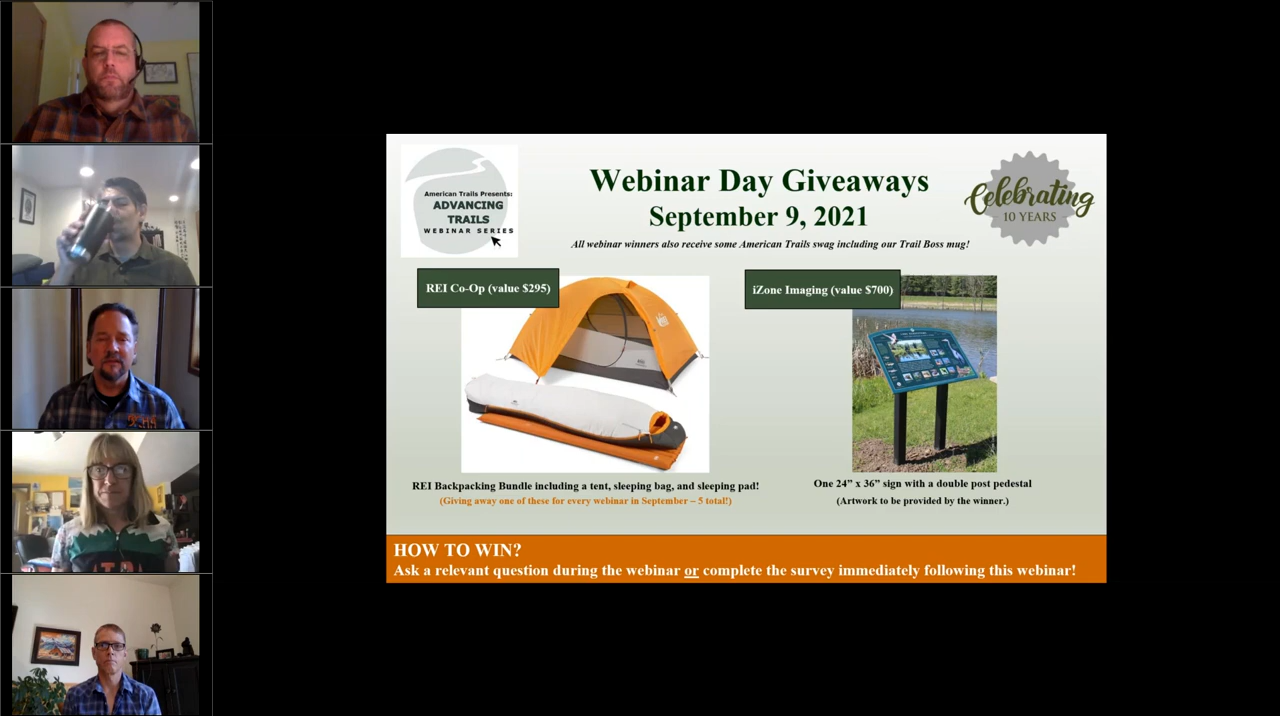 American Trails Presents:
ADVANCING
TRAILS
WEBINAR SERIES
Webinar Day Giveaways
September 9, 2021
All webinar winners also receive some American Trails swag including our Trail Boss mug!
Celebrating
10 YEARS
REI Co-Op (value $295)
iZone Imaging (value $700)
REI Backpacking Bundle including a tent, sleeping bag, and sleeping pad!
(Giving away one of these for every webinar in September – 5 total!)
One 24” x 36” sign with a double post pedestal
(Artwork to be provided by the winner.)
HOW TO WIN?
Ask a relevant question during the webinar or complete the survey immediately following this webinar!